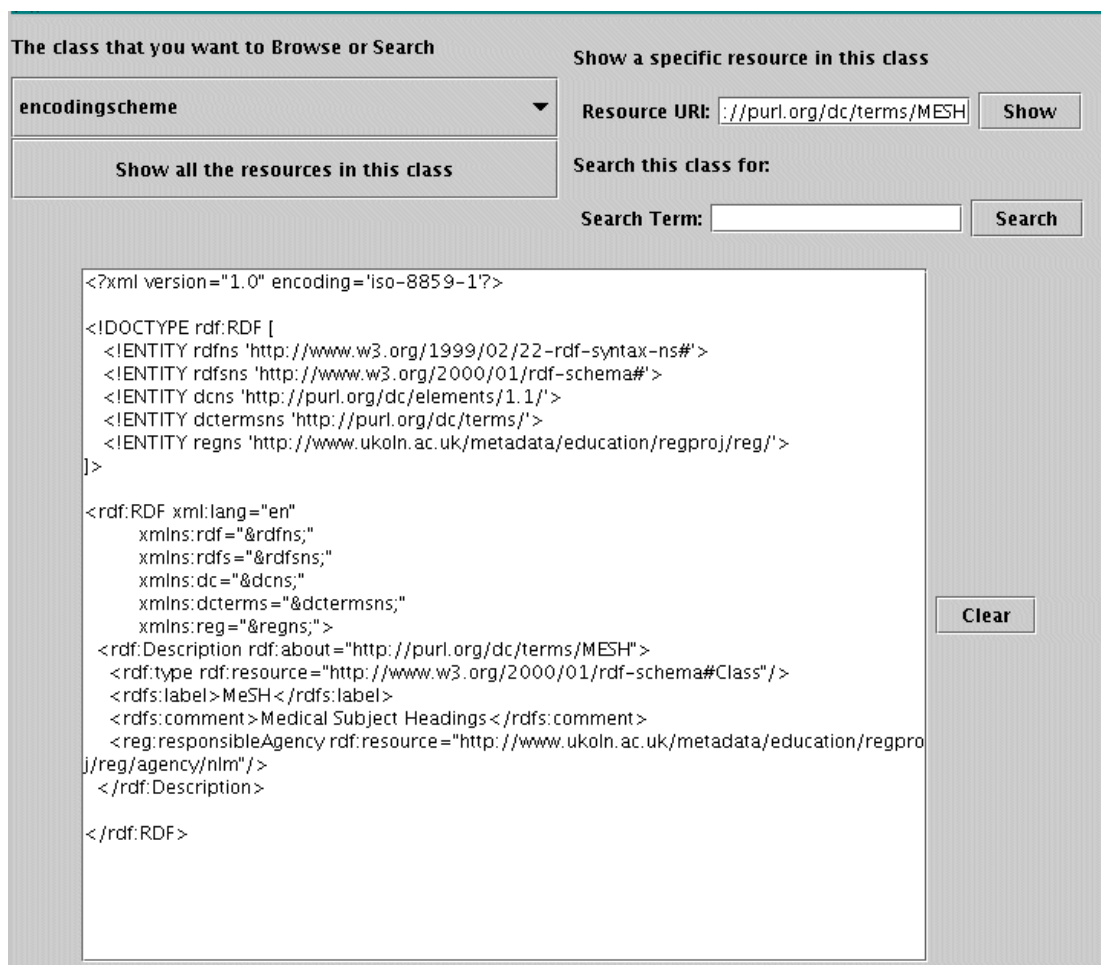 The class that you want to Browse or Search
encodingscheme
Show all the resources in this class
Show a specific resource in this class
Resource URI: ://purl.org/dc/terms/MESH Show
Search this class for:
Search Term: Search
<?xml version="1.0" encoding='iso-8859-1'?>
<!DOCTYPE rdf:RDF [
<!ENTITY rdfns 'http://www.w3.org/1999/02/22-rdf-syntax-ns#'>
<!ENTITY rdfsns 'http://www.w3.org/2000/01/rdf-schema#'>
<!ENTITY dcns 'http://purl.org/dc/elements/1.1/'>
<!ENTITY dctermsns 'http://purl.org/dc/terms/'>
<!ENTITY regns 'http://www.ukoln.ac.uk/metadata/education/regproj/reg/'>
]>
<rdf:RDF xml:lang="en"
xmlns:rdf="&rdfns;"
xmlns:rdfs="&rdfsns;"
xmlns:dc="&dcns;"
xmlns:dcterms="&dctermsns;"
xmlns:reg="&regns;">
<rdf:Description rdf:about="http://purl.org/dc/terms/MESH">
<rdf:type rdf:resource="http://www.w3.org/2000/01/rdf-schema#Class"/>
<rdfs:label>MeSH</rdfs:label>
<rdfs:comment>Medical Subject Headings</rdfs:comment>
<reg:responsibleAgency rdf:resource="http://www.ukoln.ac.uk/metadata/education/regpro
j/reg/agency/nlm"/>
</rdf:Description>
</rdf:RDF>
Clear